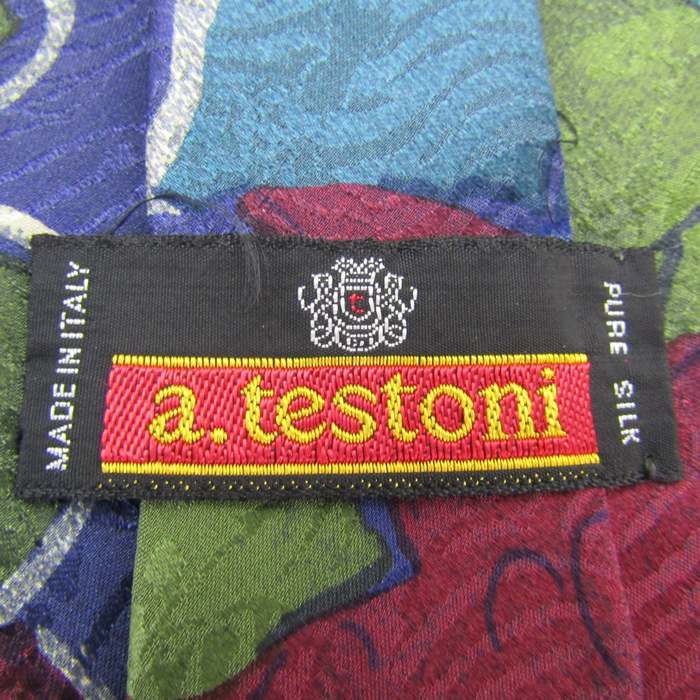 MADE IN ITALY
a.testoni
PURE SILK